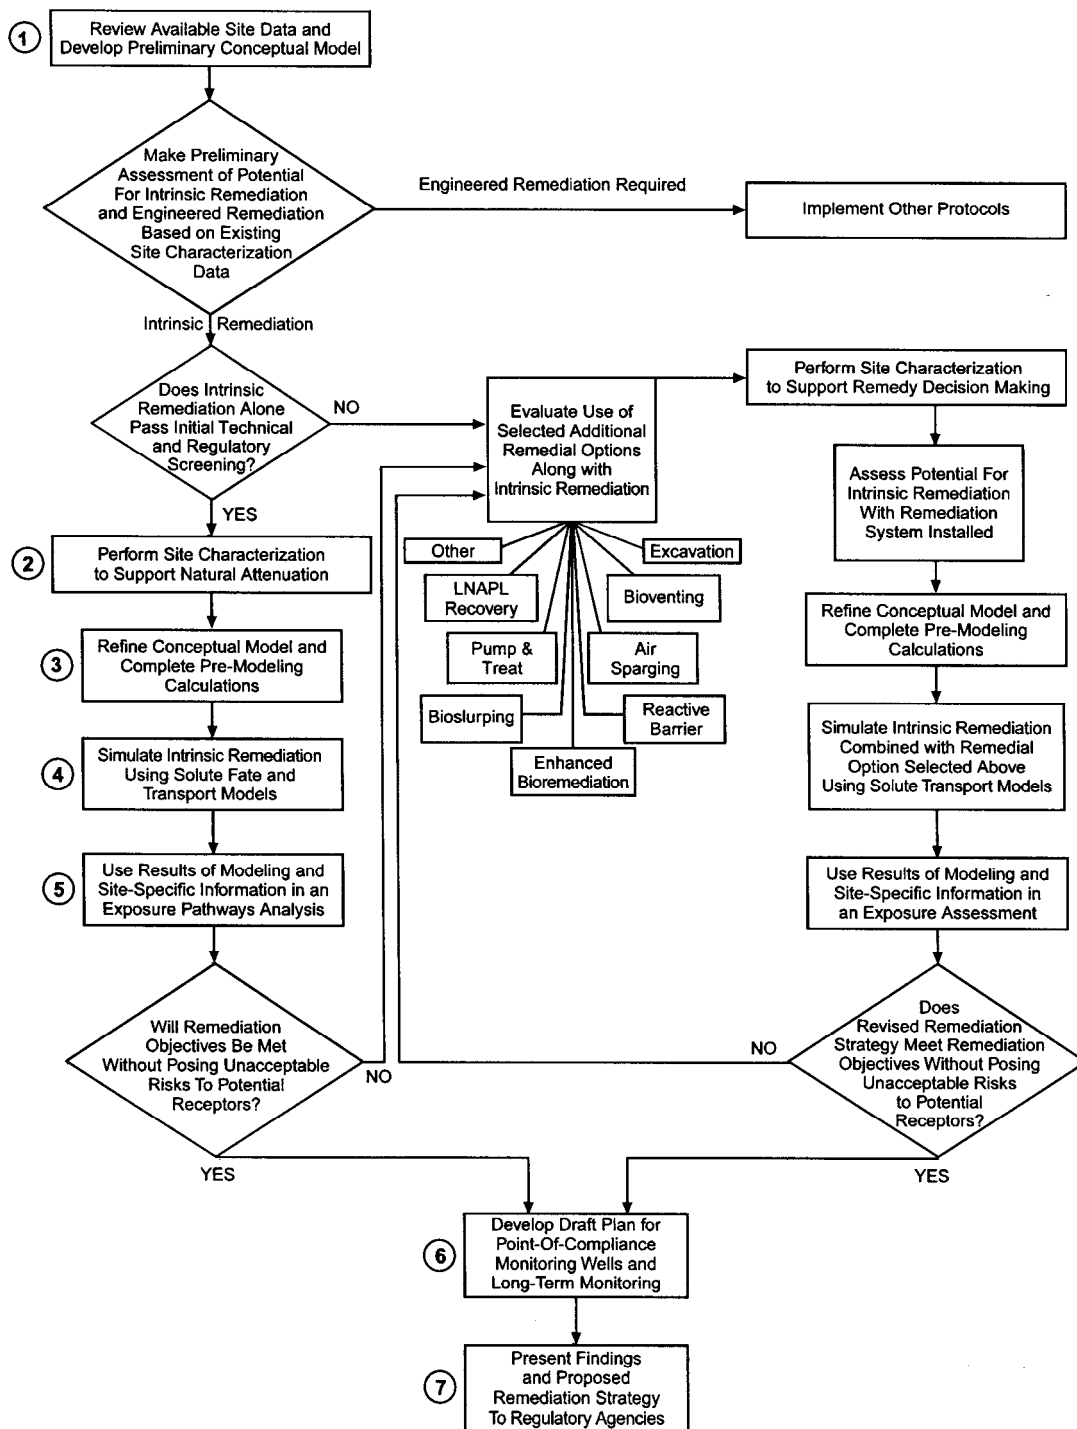 1
Review Available Site Data and
Develop Preliminary Conceptual Model
Make Preliminary
Assessment of Potential
For Intrinsic Remediation
and Engineered Remediation
Based on Existing
Site Characterization
Data
Engineered Remediation Required
Implement Other Protocols
Intrinsic Remediation
Does Intrinsic
Remediation Alone
Pass Initial Technical
and Regulatory
Screening?
NO
YES
Evaluate Use of
Selected Additional
Remedial Options
Along with
Intrinsic Remediation
Other
Excavation
LNAPL
Recovery
Bioventing
Pump &
Treat
Air
Sparging
Bioslurping
Reactive
Barrier
Enhanced
Bioremediation
Perform Site Characterization
to Support Remedy Decision Making
Assess Potential For
Intrinsic Remediation
With Remediation
System Installed
Refine Conceptual Model and
Complete Pre-Modeling
Calculations
Simulate Intrinsic Remediation
Combined with Remedial
Option Selected Above
Using Solute Transport Models
Use Results of Modeling and
Site-Specific Information in
an Exposure Assessment
Does
Revised Remediation
Strategy Meet Remediation
Objectives Without Posing
Unacceptable Risks
to Potential
Receptors?
NO
YES
2
Perform Site Characterization
to Support Natural Attenuation
3
Refine Conceptual Model and
Complete Pre-Modeling
Calculations
4
Simulate Intrinsic Remediation
Using Solute Fate and
Transport Models
5
Use Results of Modeling and
Site-Specific Information in an
Exposure Pathways Analysis
Will Remediation
Objectives Be Met
Without Posing Unacceptable
Risks To Potential
Receptors?
NO
YES
6
Develop Draft Plan for
Point-Of-Compliance
Monitoring Wells and
Long-Term Monitoring
7
Present Findings
and Proposed
Remediation Strategy
To Regulatory Agencies